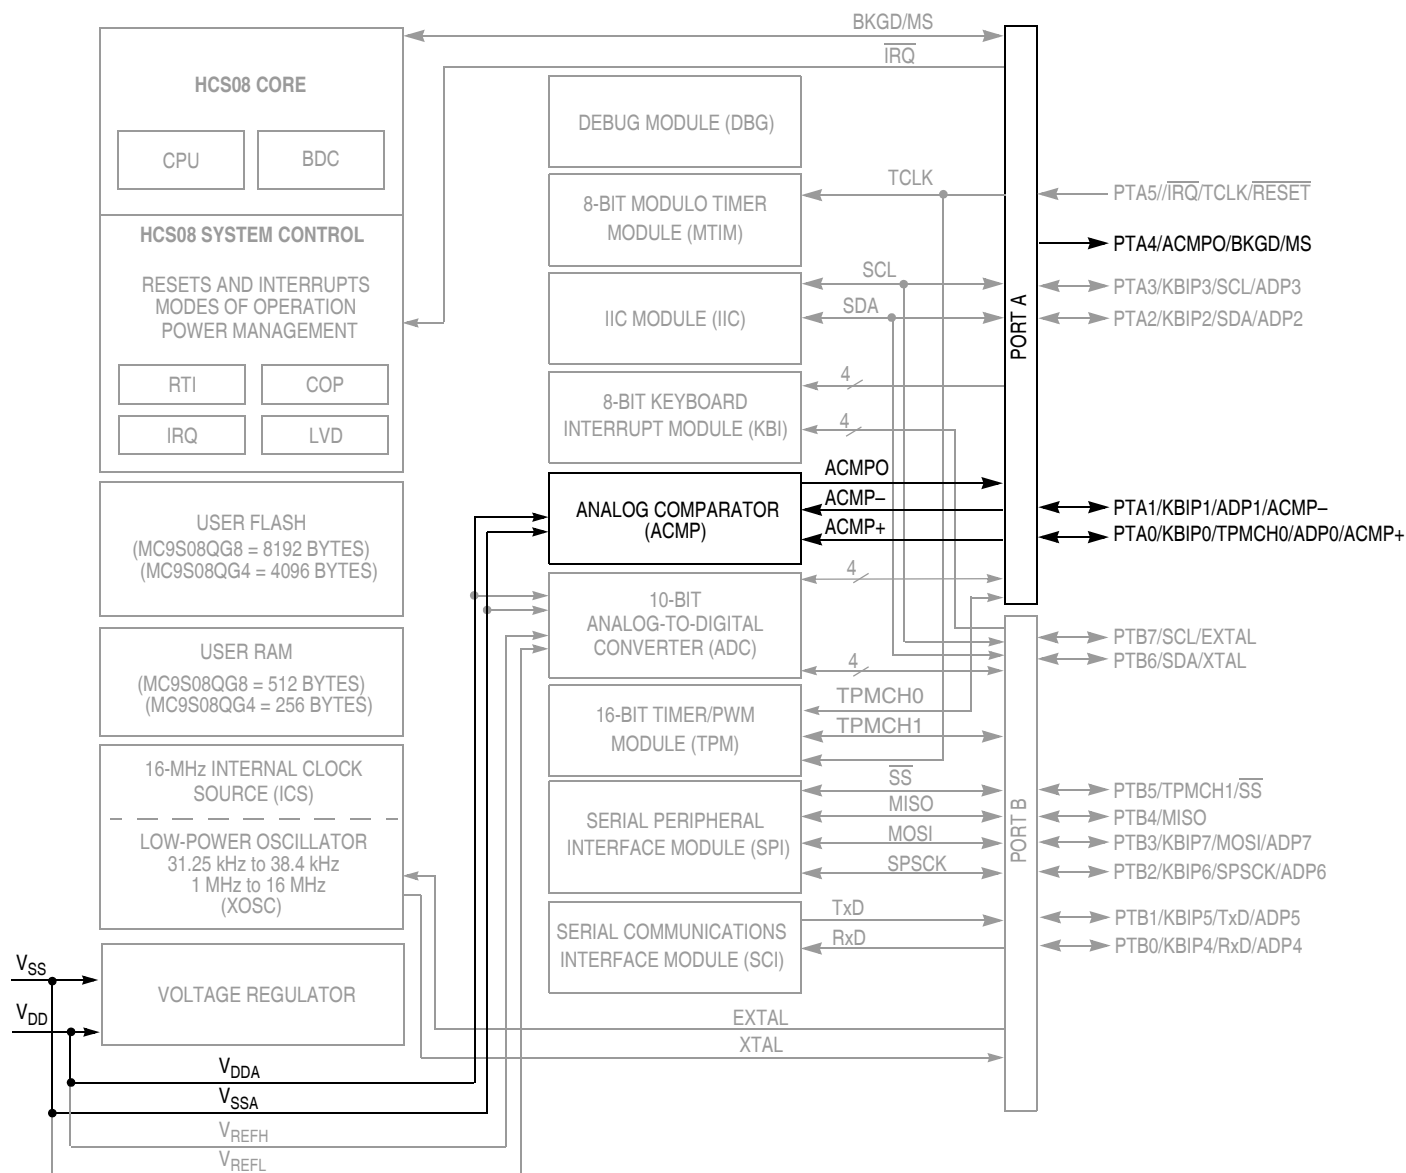 BKGD/MS
IRQ
HCS08 CORE
CPU
BDC
HCS08 SYSTEM CONTROL
RESETS AND INTERRUPTS
MODES OF OPERATION
POWER MANAGEMENT
RTI
COP
IRQ
LVD
USER FLASH
(MC9S08QG8 = 8192 BYTES)
(MC9S08QG4 = 4096 BYTES)
USER RAM
(MC9S08QG8 = 512 BYTES)
(MC9S08QG4 = 256 BYTES)
16-MHz INTERNAL CLOCK
SOURCE (ICS)
LOW-POWER OSCILLATOR
31.25 kHz to 38.4 kHz
1 MHz to 16 MHz
(XOSC)
VSS
VDD
VOLTAGE REGULATOR
VDDA
VSSA
VREFH
VREFL
DEBUG MODULE (DBG)
8-BIT MODULO TIMER
MODULE (MTIM)
TCLK
IIC MODULE (IIC)
SCL
SDA
8-BIT KEYBOARD
INTERRUPT MODULE (KBI)
4
4
ANALOG COMPARATOR
(ACMP)
ACMPO
ACMP–
ACMP+
10-BIT
ANALOG-TO-DIGITAL
CONVERTER (ADC)
4
4
16-BIT TIMER/PWM
MODULE (TPM)
TPMCH0
TPMCH1
SERIAL PERIPHERAL
INTERFACE MODULE (SPI)
SS
MISO
MOSI
SPSCK
SERIAL COMMUNICATIONS
INTERFACE MODULE (SCI)
TxD
RxD
EXTAL
XTAL
PORT A
PTA5//IRQ/TCLK/RESET
PTA4/ACMPO/BKGD/MS
PTA3/KBIP3/SCL/ADP3
PTA2/KBIP2/SDA/ADP2
PTA1/KBIP1/ADP1/ACMP–
PTA0/KBIP0/TPMCH0/ADP0/ACMP+
PORT B
PTB7/SCL/EXTAL
PTB6/SDA/XTAL
PTB5/TPMCH1/SS
PTB4/MISO
PTB3/KBIP7/MOSI/ADP7
PTB2/KBIP6/SPSCK/ADP6
PTB1/KBIP5/TxD/ADP5
PTB0/KBIP4/RxD/ADP4